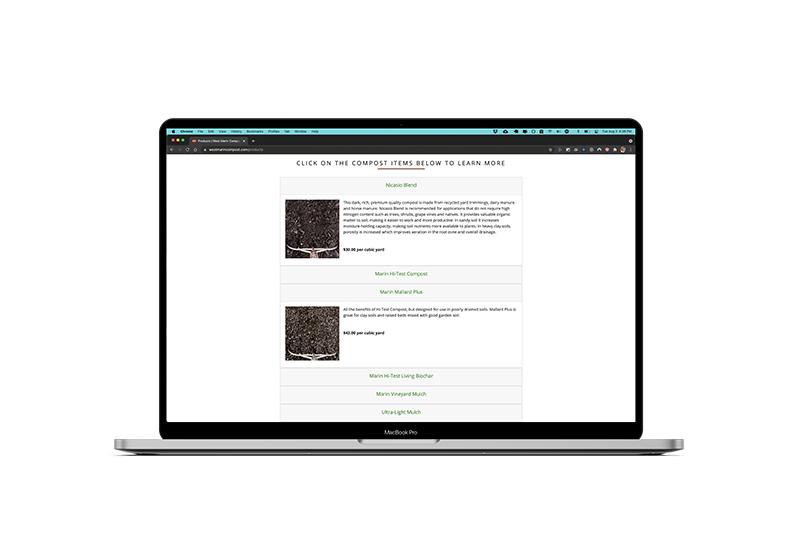 Chrome File Edit View History Bookmarks Profiles Tab Window Help
Products | West Marin Compo
westmarincompost.com/products
CLICK ON THE COMPOST ITEMS BELOW TO LEARN MORE
Nicasio Blend
This dark, rich, premium quality compost is made from recycled yard trimmings, dairy manure
and horse manure. Nicasio Blend is recommended for applications that do not require high
nitrogen content such as trees, shrubs, grape vines and natives. It provides valuable organic
matter to soil, making it easier to work and more productive. In sandy soil it increases
moisture-holding capacity, making soil nutrients more available to plants; in heavy clay soils,
porosity is increased which improves aeration in the root zone and overall drainage.
$30.00 per cubic yard
Marin Hi-Test Compost
Marin Mallard Plus
All the benefits of Hi-Test Compost, but designed for use in poorly drained soils. Mallard Plus is
great for clay soils and raised beds mixed with good garden soil.
$42.00 per cubic yard
Marin Hi-Test Living Biochar
Marin Vineyard Mulch
Ultra-Light Mulch
MacBook Pro